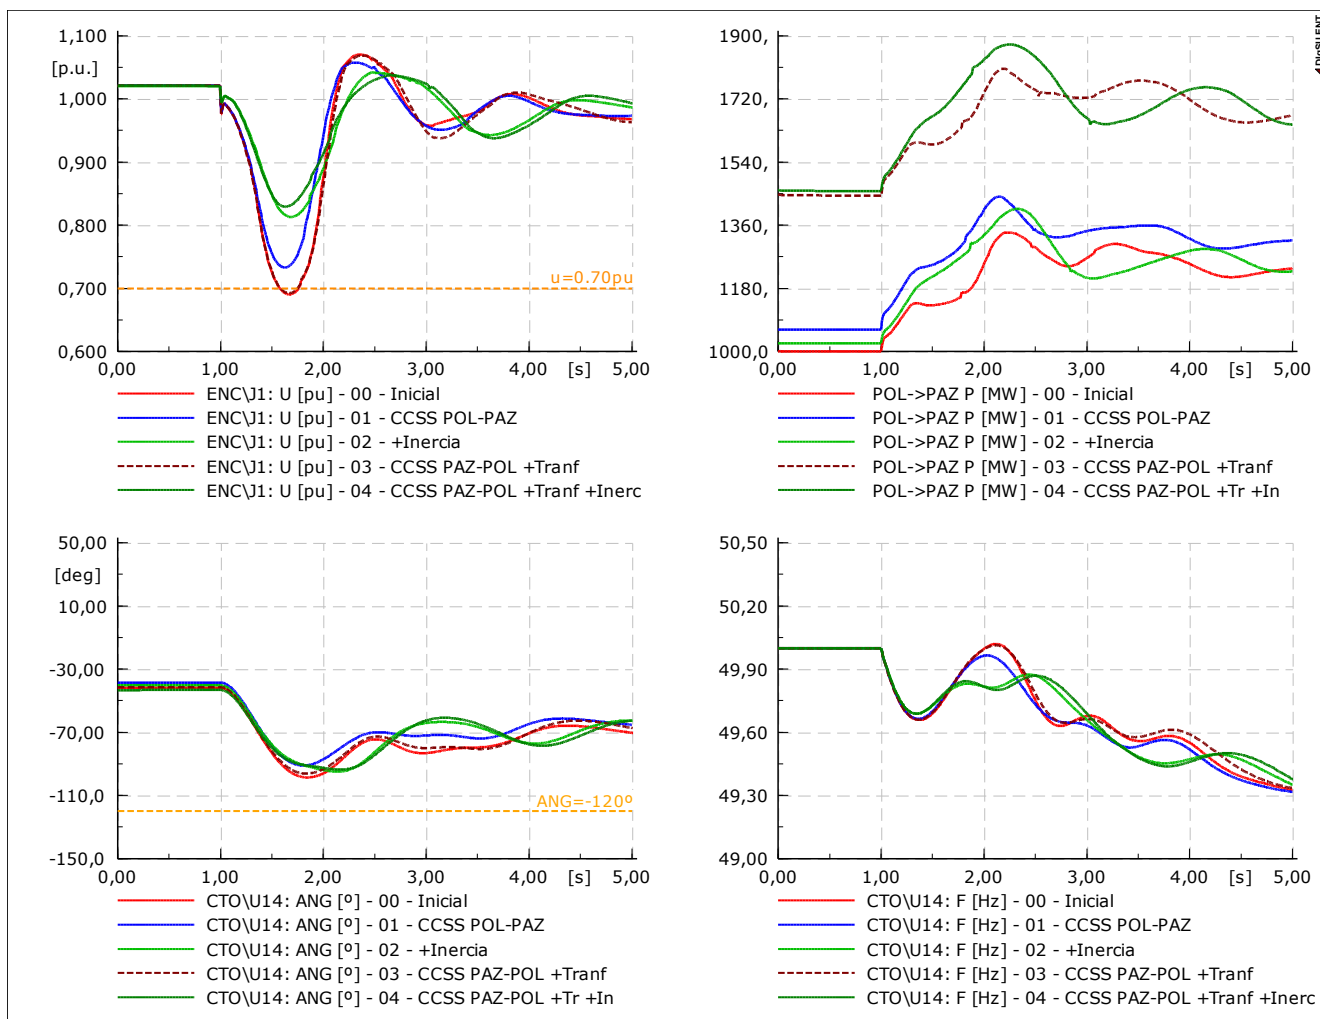 DIgSILENT
1,100
[p.u.]
1,000
0,900
0,800
0,700
0,600
u=0.70pu
0,00 1,00 2,00 3,00 4,00 [s] 5,00
ENC\J1: U [pu] - 00 - Inicial
ENC\J1: U [pu] - 01 - CCSS POL-PAZ
ENC\J1: U [pu] - 02 - +Inercia
ENC\J1: U [pu] - 03 - CCSS PAZ-POL +Tranf
ENC\J1: U [pu] - 04 - CCSS PAZ-POL +Tranf +Inerc
1900,
1720,
1540,
1360,
1180,
1000,0
0,00 1,00 2,00 3,00 4,00 [s] 5,00
POL->PAZ P [MW] - 00 - Inicial
POL->PAZ P [MW] - 01 - CCSS POL-PAZ
POL->PAZ P [MW] - 02 - +Inercia
POL->PAZ P [MW] - 03 - CCSS PAZ-POL +Tranf
POL->PAZ P [MW] - 04 - CCSS PAZ-POL +Tr +In
50,00
[deg]
10,00
-30,00
-70,00
-110,0
-150,0
ANG=-120º
0,00 1,00 2,00 3,00 4,00 [s] 5,00
CTO\U14: ANG [º] - 00 - Inicial
CTO\U14: ANG [º] - 01 - CCSS POL-PAZ
CTO\U14: ANG [º] - 02 - +Inercia
CTO\U14: ANG [º] - 03 - CCSS PAZ-POL +Tranf
CTO\U14: ANG [º] - 04 - CCSS PAZ-POL +Tr +In
50,50
50,20
49,90
49,60
49,30
49,00
0,00 1,00 2,00 3,00 4,00 [s] 5,00
CTO\U14: F [Hz] - 00 - Inicial
CTO\U14: F [Hz] - 01 - CCSS POL-PAZ
CTO\U14: F [Hz] - 02 - +Inercia
CTO\U14: F [Hz] - 03 - CCSS PAZ-POL +Tranf
CTO\U14: F [Hz] - 04 - CCSS PAZ-POL +Tranf +Inerc